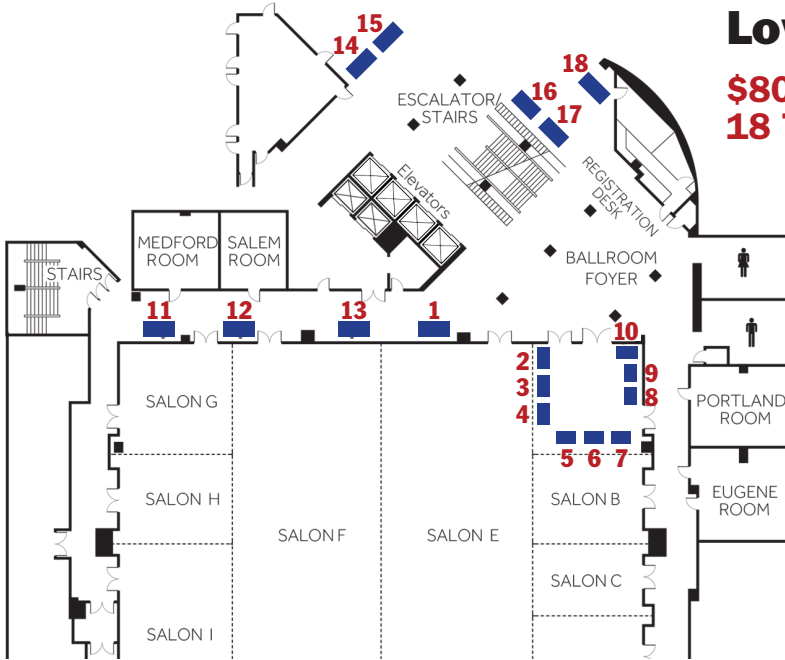 Lo
$80
18
15
14
18
16
17
ESCALATOR/
STAIRS
Elevators
REGISTRATION
DESK
MEDFORD
ROOM
SALEM
ROOM
STAIRS
BALLROOM
FOYER
11
12
13
1
10
2
9
3
8
4
5
6
7
SALON G
PORTLAND
ROOM
SALON H
SALON B
EUGENE
ROOM
SALON F
SALON E
SALON C
SALON I